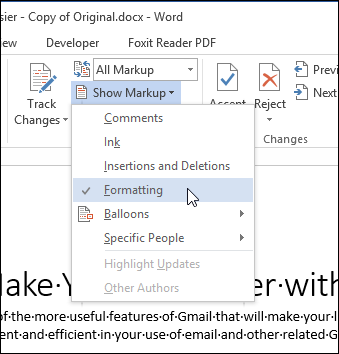 sier - Copy of Original.docx - Word
ew Developer Foxit Reader PDF
All Markup
Show Markup
Track
Changes
Accept Reject
Previ
Next
Changes
Comments
Ink
Insertions and Deletions
Formatting
Balloons
Specific People
Highlight Updates
Other Authors
Make·Y er·with
of·the·more·useful·features·of·Gmail·that·will·make·your·l
ent·and·efficient·in·your·use·of·email·and·other·related·G